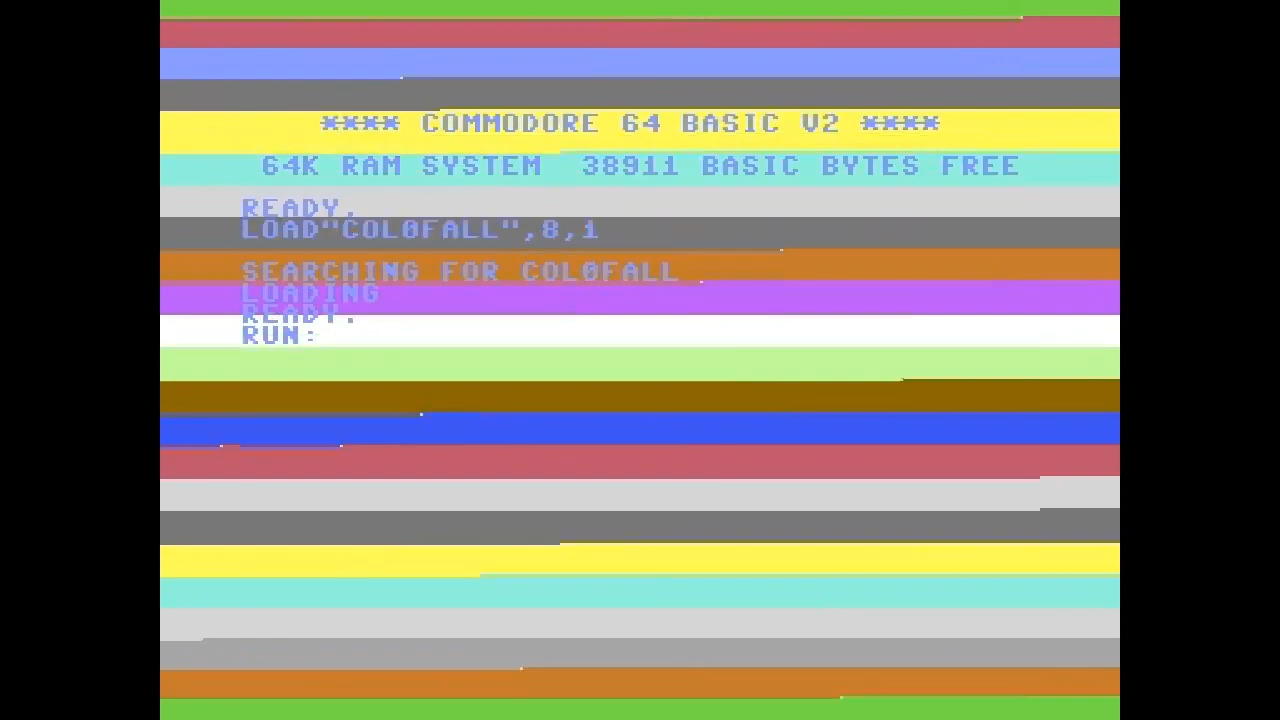 **** COMMODORE 64 BASIC V2 ****
64K RAM SYSTEM  38911 BASIC BYTES FREE
READY.
LOAD"COL0FALL",8,1
SEARCHING FOR COL0FALL
LOADING
READY.
RUN: